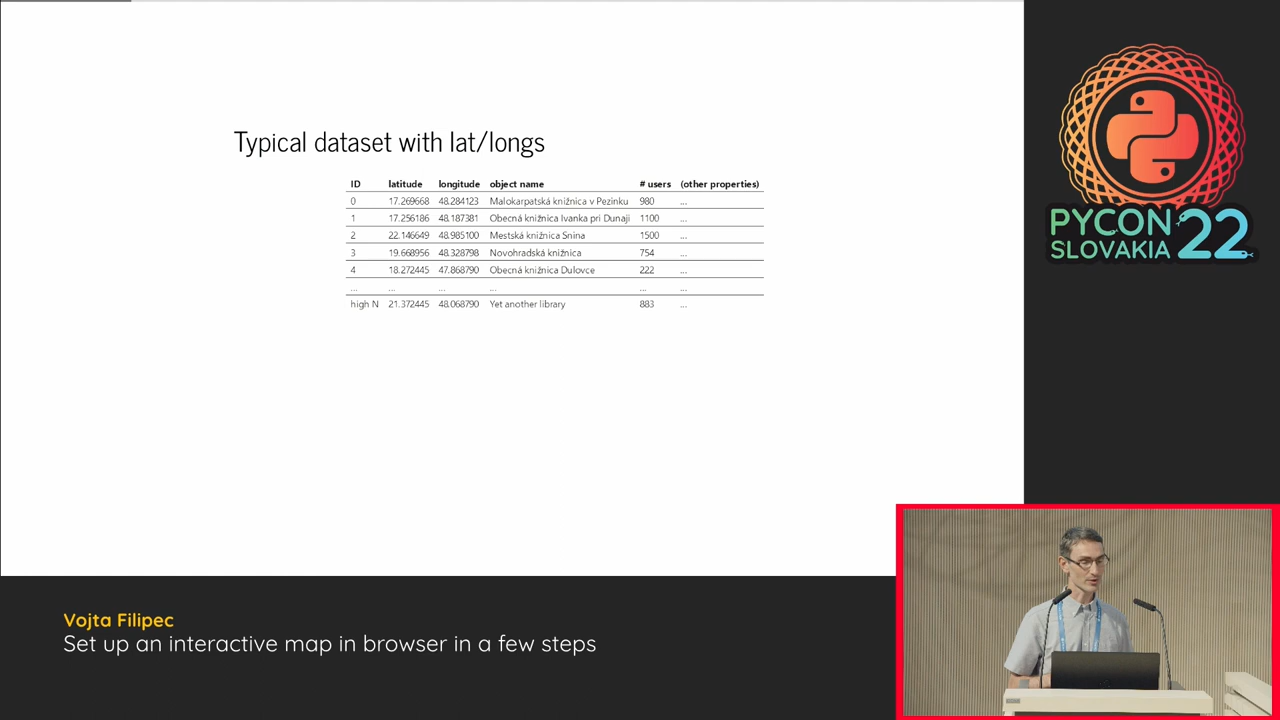 Typical dataset with lat/longs
ID latitude longitude object name # users (other properties)
0 17.269668 48.284123 Malokarpatská knižnica v Pezinku 980 ...
1 17.256186 48.187381 Obecná knižnica Ivanka pri Dunaji 1100 ...
2 22.146649 48.985100 Mestská knižnica Snina 1500 ...
3 19.668956 48.328798 Novohradská knižnica 754 ...
4 18.272445 47.868790 Obecná knižnica Dulovce 222 ...
... ... ... ... ... ...
high N 21.372445 48.068790 Yet another library 883 ...
PYCON
SLOVAKIA
22
Vojta Filipec
Set up an interactive map in browser in a few steps